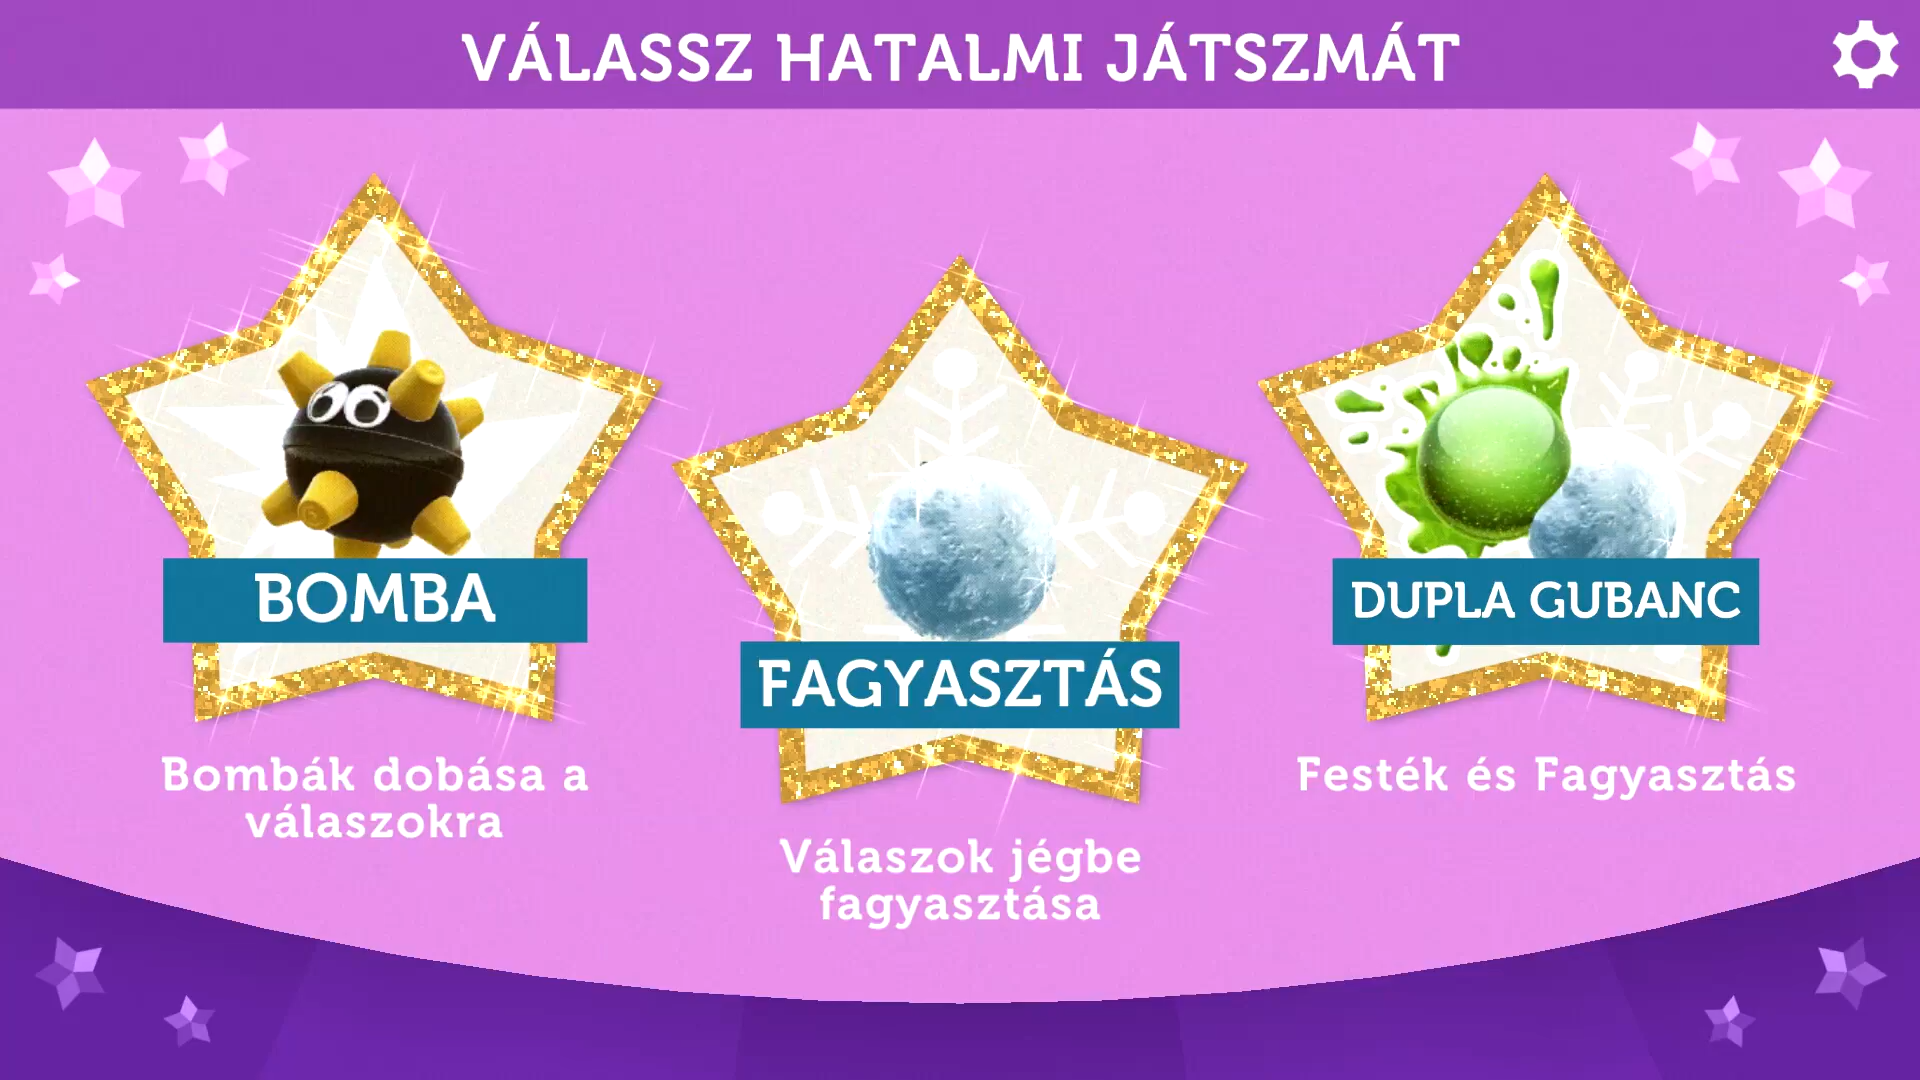 VÁLASSZ HATALMI JÁTSZMÁT
BOMBA
Bombák dobása a
válaszokra
FAGYASZTÁS
Válaszok jégbe
fagyasztása
DUPLA GUBANC
Festék és Fagyasztás